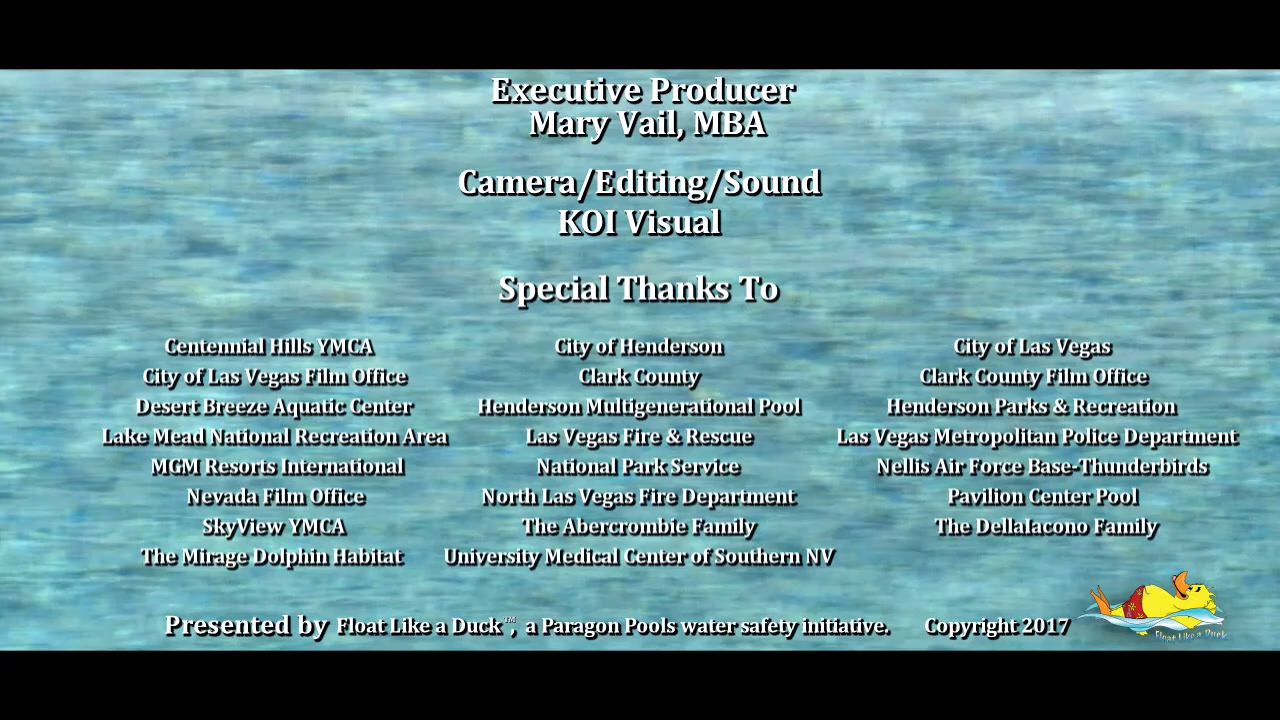 Executive Producer
Mary Vail, MBA
Camera/Editing/Sound
KOI Visual
Special Thanks To
Centennial Hills YMCA
City of Las Vegas Film Office
Desert Breeze Aquatic Center
Lake Mead National Recreation Area
MGM Resorts International
Nevada Film Office
SkyView YMCA
The Mirage Dolphin Habitat
City of Henderson
Clark County
Henderson Multigenerational Pool
Las Vegas Fire & Rescue
National Park Service
North Las Vegas Fire Department
The Abercrombie Family
University Medical Center of Southern NV
City of Las Vegas
Clark County Film Office
Henderson Parks & Recreation
Las Vegas Metropolitan Police Department
Nellis Air Force Base-Thunderbirds
Pavilion Center Pool
The Dellalacono Family
Presented by Float Like a Duck™, a Paragon Pools water safety initiative. Copyright 2017
Float Like a Duck